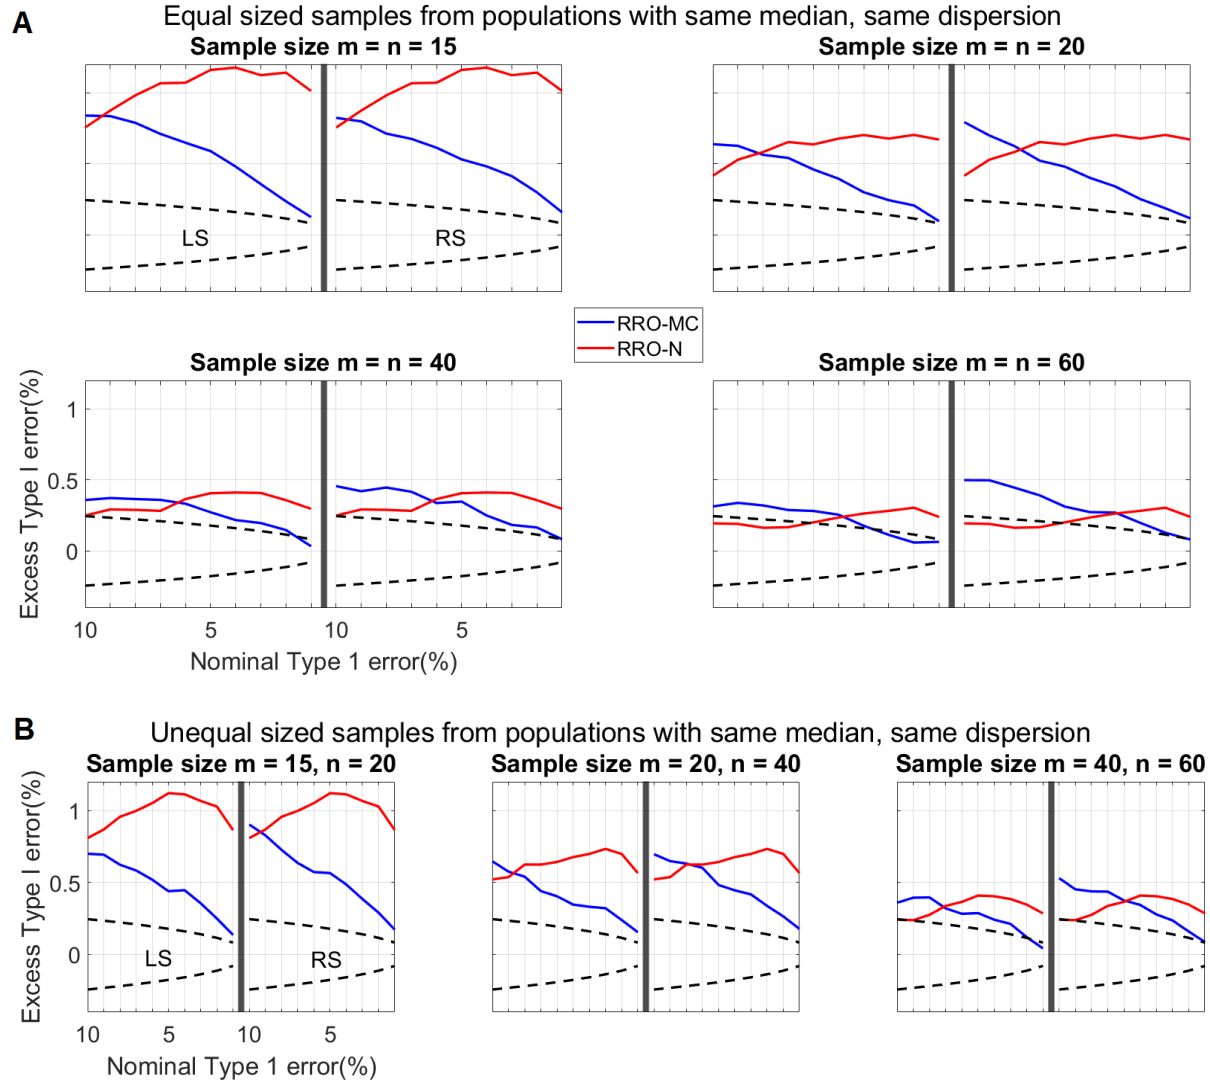 A
Equal sized samples from populations with same median, same dispersion
Sample size m = n = 15
Sample size m = n = 20
LS
RS
RRO-MC
RRO-N
Sample size m = n = 40
Sample size m = n = 60
Excess Type I error(%)
1
0.5
0
10
5
10
5
Nominal Type 1 error(%)
B
Unequal sized samples from populations with same median, same dispersion
Sample size m = 15, n = 20
Sample size m = 20, n = 40
Sample size m = 40, n = 60
Excess Type I error(%)
1
0.5
0
LS
RS
10
5
10
5
Nominal Type 1 error(%)